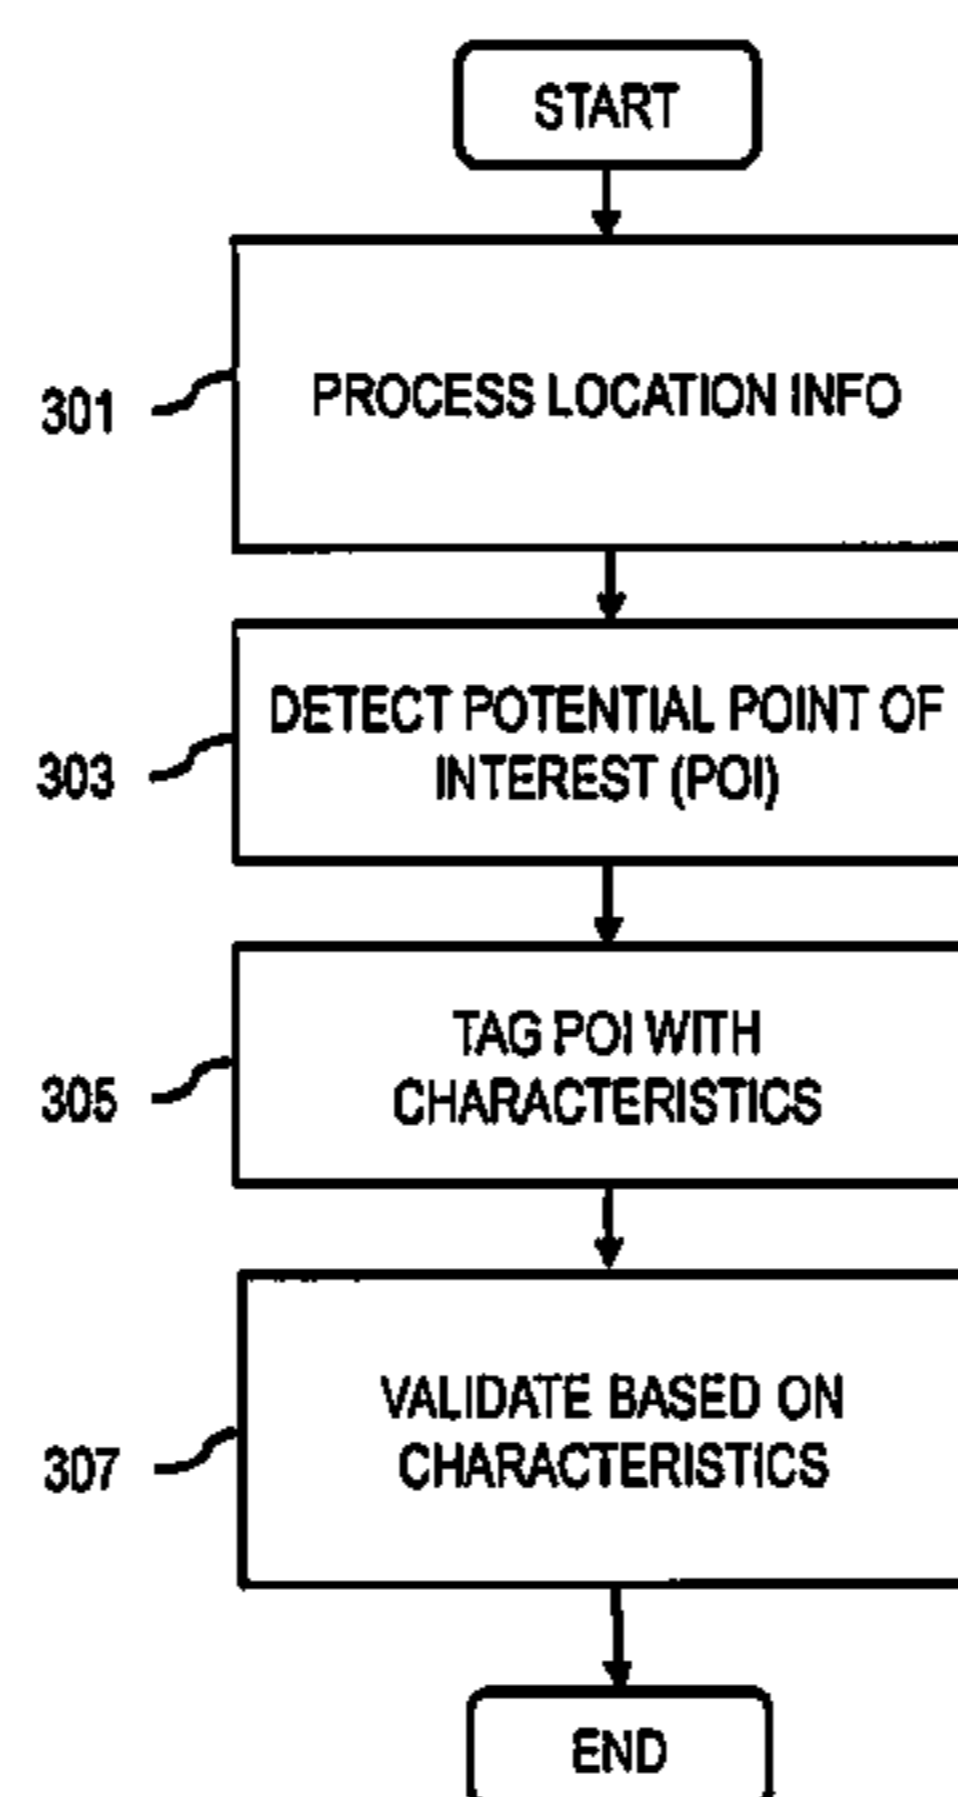 START
301
PROCESS LOCATION INFO
303
DETECT POTENTIAL POINT OF
INTEREST (POI)
305
TAG POI WITH
CHARACTERISTICS
307
VALIDATE BASED ON
CHARACTERISTICS
END